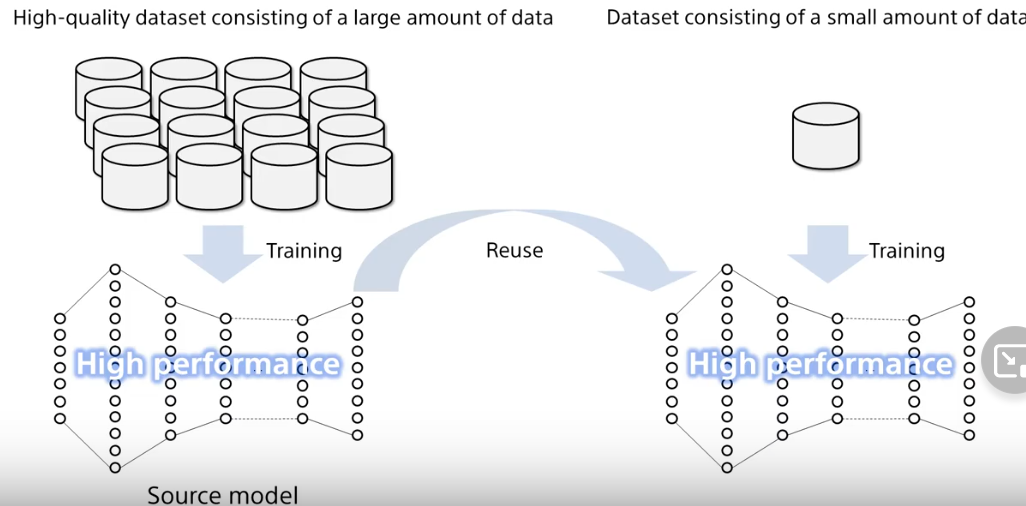 High-quality dataset consisting of a large amount of data
Dataset consisting of a small amount of data
Training
Reuse
Training
High performance
High performance
Source model